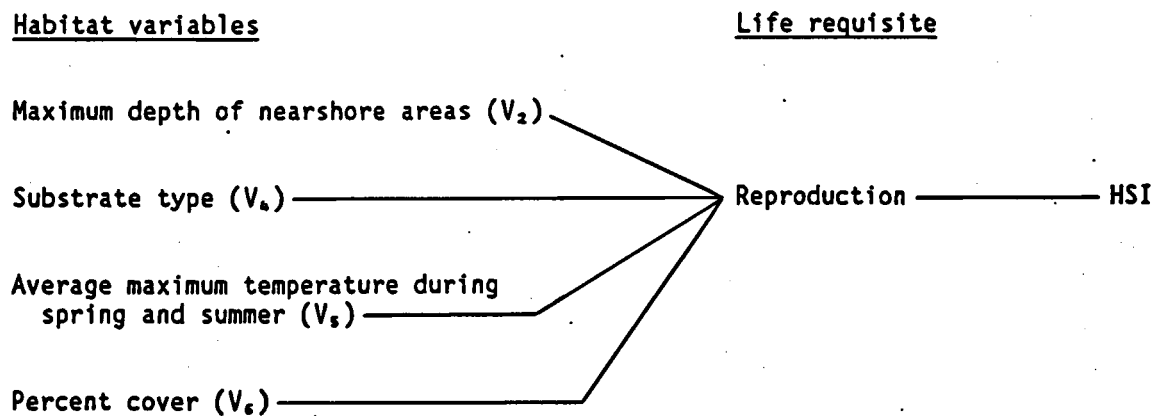 Habitat variables Life requisite
Maximum depth of nearshore areas (V₂)
Substrate type (V₄) Reproduction HSI
Average maximum temperature during
spring and summer (V₅)
Percent cover (V₆)